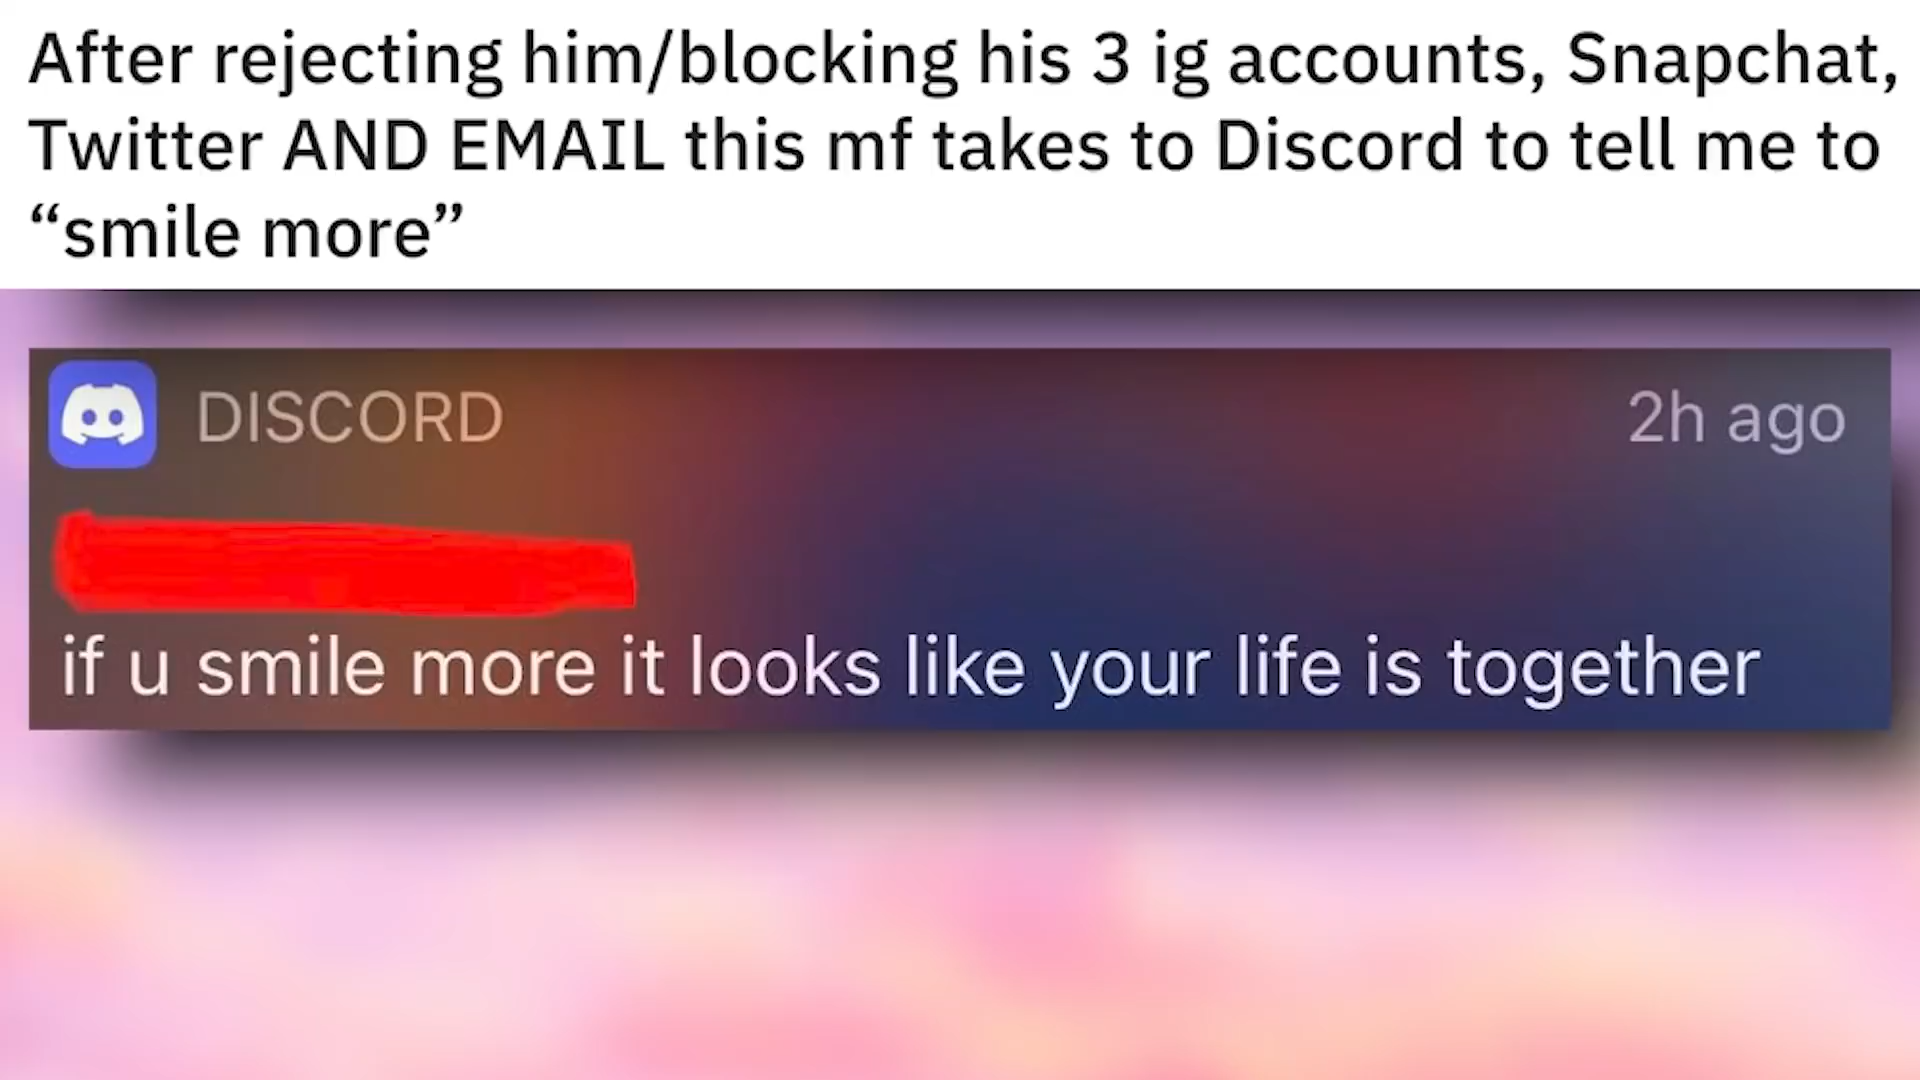 After rejecting him/blocking his 3 ig accounts, Snapchat,
Twitter AND EMAIL this mf takes to Discord to tell me to
“smile more”
DISCORD
2h ago
if u smile more it looks like your life is together